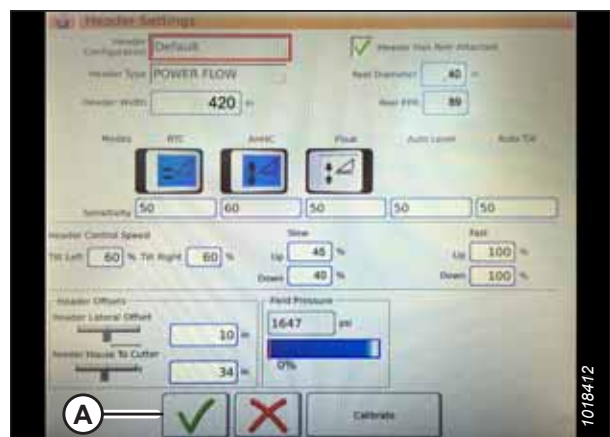 Header Settings
Header Configuration Default
Header Has Reel Attached
Header Type POWER FLOW
Reel Diameter 40 in
Header Width 420 in
Reel PPR 89
Modes RTC AHHC Float Auto Level Auto Tilt
Sensitivity 50 60 50 50 50
Header Control Speed
Slow
Fast
Tilt Left 60 % Tilt Right 60 %
Up 45 %
Up 100 %
Down 40 %
Down 100 %
Header Offsets
Field Pressure
Header Lateral Offset
10 in
1647 psi
Feeder House To Cutter
34 in
0%
A
Calibrate
1018412